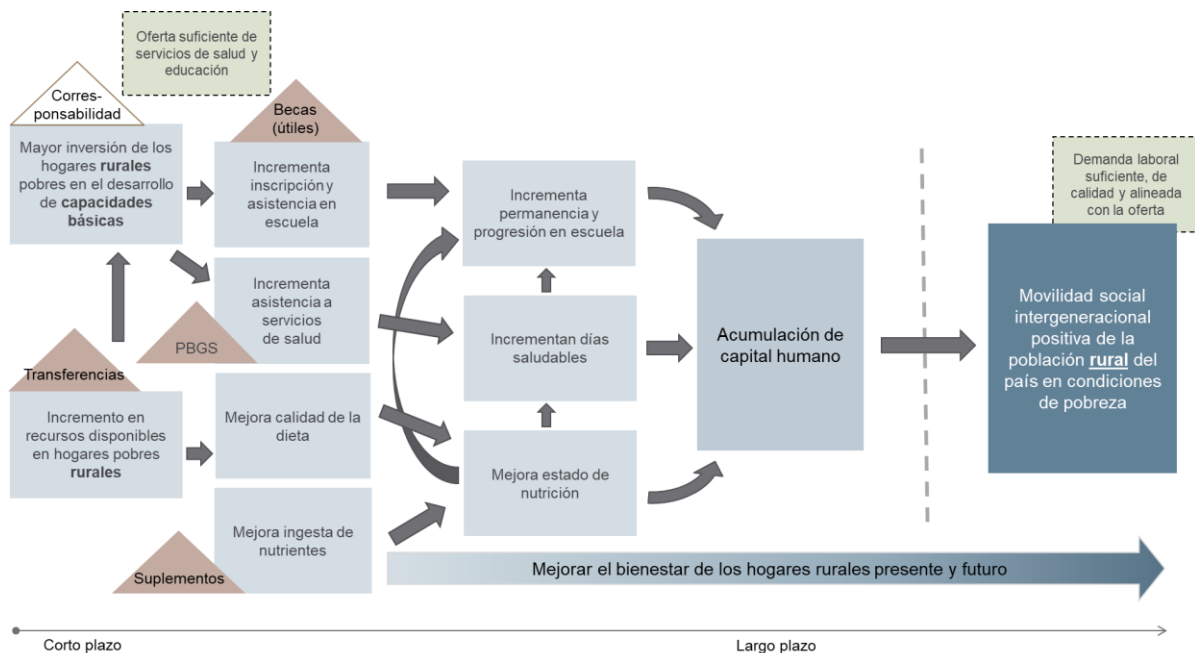 Oferta suficiente de
servicios de salud y
educación
Corres-
ponsabilidad
Mayor inversión de los
hogares rurales
pobres en el desarrollo
de capacidades
básicas
Becas
(útiles)
Incrementa
inscripción y
asistencia en
escuela
Incrementa
asistencia a
servicios
de salud
PBGS
Transferencias
Incremento en
recursos disponibles
en hogares pobres
rurales
Mejora calidad de la
dieta
Mejora ingesta de
nutrientes
Suplementos
Incrementa
permanencia y
progresión en escuela
Incrementan días
saludables
Mejora estado de
nutrición
Acumulación de
capital humano
Demanda laboral
suficiente, de
calidad y alineada
con la oferta
Movilidad social
intergeneracional
positiva de la
población rural del
país en condiciones
de pobreza
Mejorar el bienestar de los hogares rurales presente y futuro
Corto plazo
Largo plazo